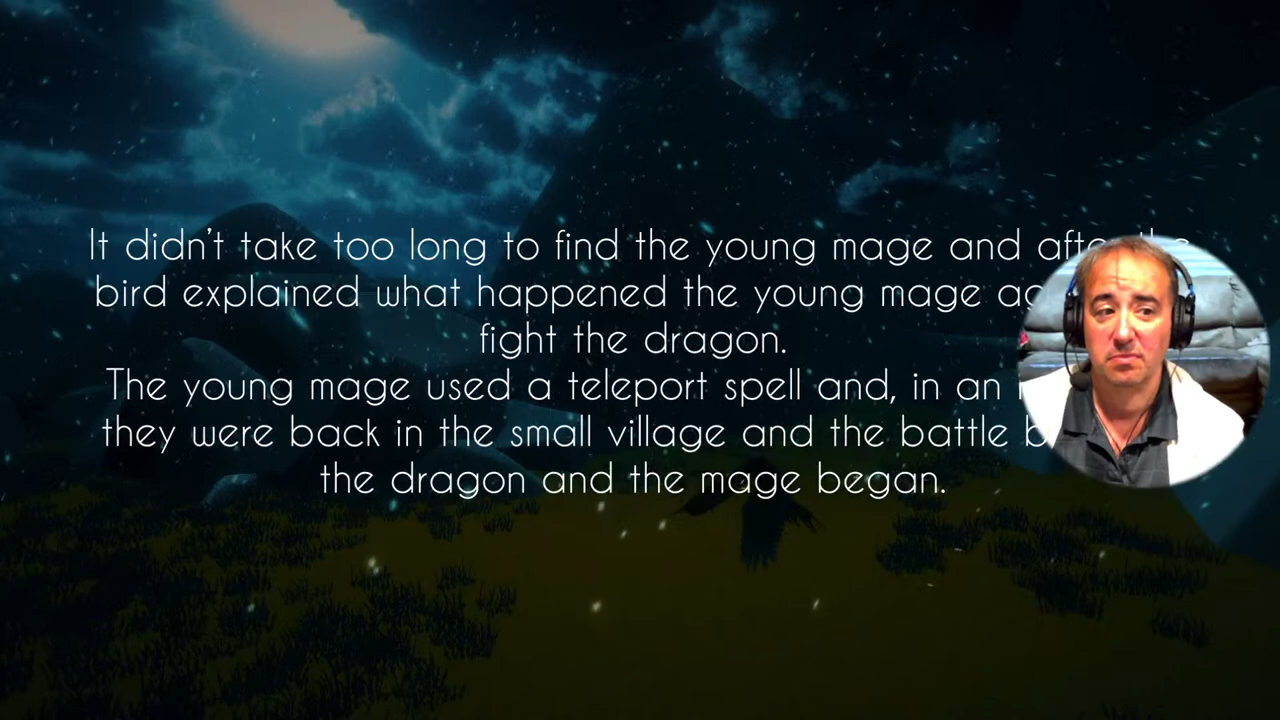 It didn't take too long to find the young mage and after the
bird explained what happened the young mage
fight the dragon.
The young mage used a teleport spell and, in an
they were back in the small village and the battle
the dragon and the mage began.